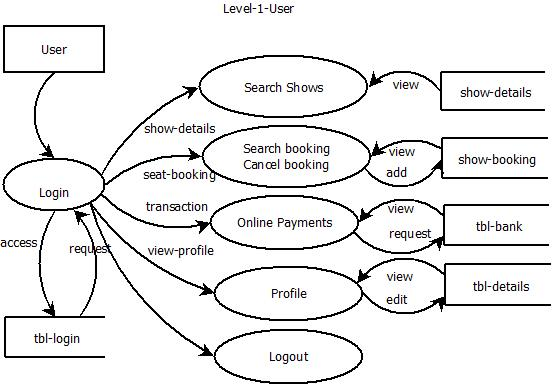 Level-1-User
User
Search Shows
view
show-details
show-details
Search booking
Cancel booking
view
add
show-booking
seat-booking
Login
transaction
Online Payments
view
request
tbl-bank
access
request
view-profile
Profile
view
edit
tbl-details
tbl-login
Logout